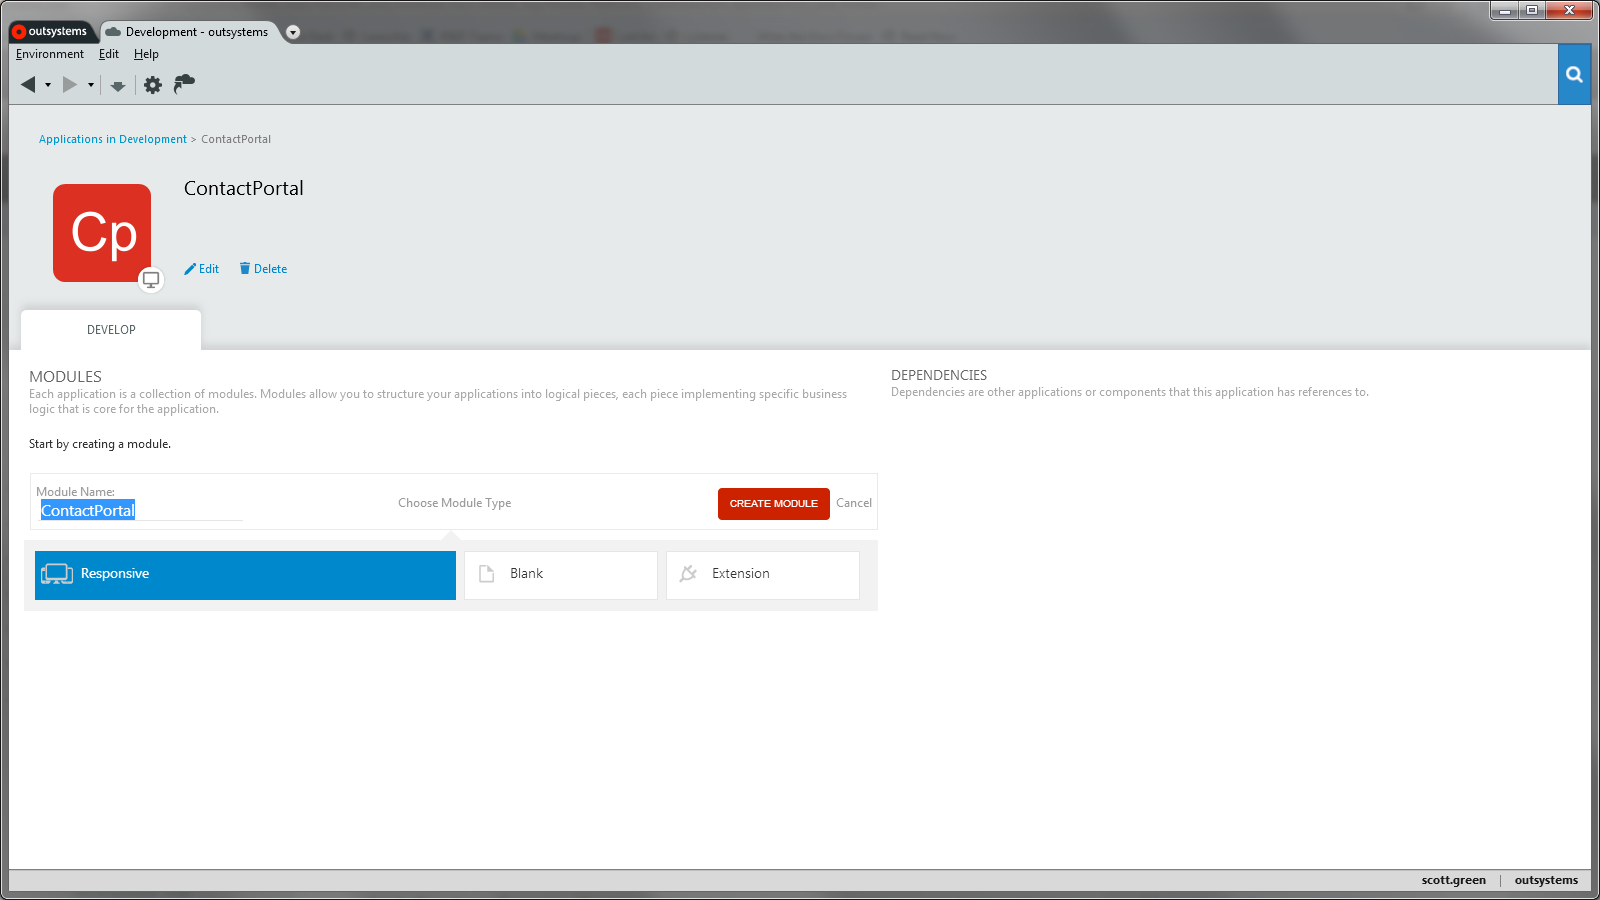 outsystems
Development - outsystems
Environment Edit Help
Applications in Development > ContactPortal
Cp
ContactPortal
Edit Delete
DEVELOP
MODULES
Each application is a collection of modules. Modules allow you to structure your applications into logical pieces, each piece implementing specific business
logic that is core for the application.
DEPENDENCIES
Dependencies are other applications or components that this application has references to.
Start by creating a module.
Module Name:
ContactPortal
Choose Module Type
CREATE MODULE
Cancel
Responsive
Blank
Extension
scott.green | outsystems